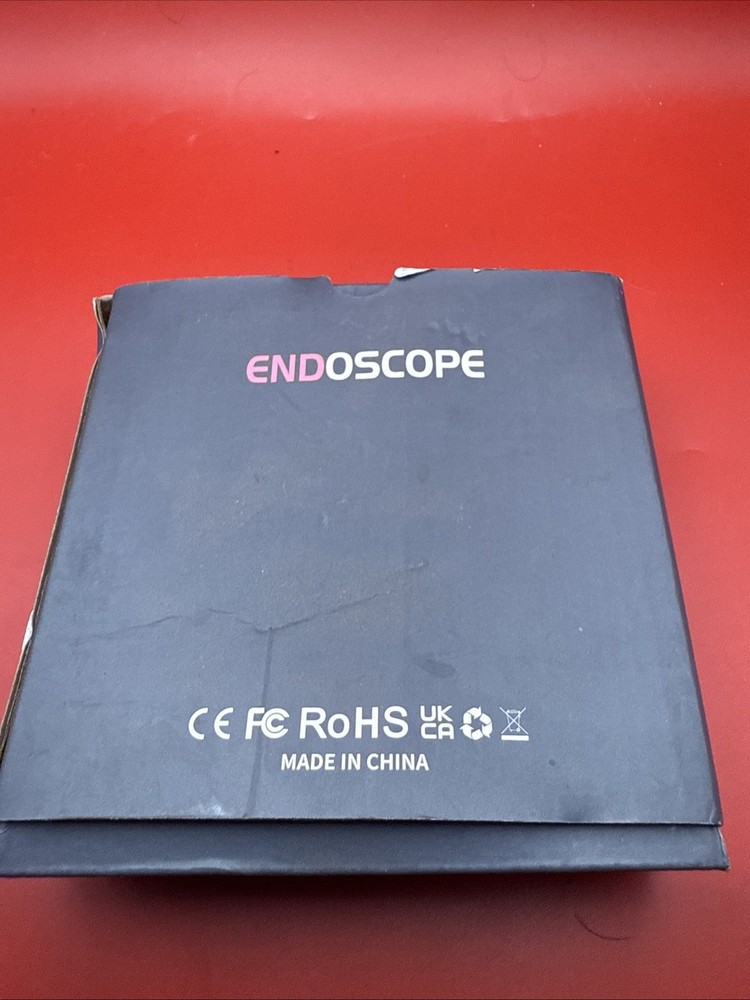 ENDOSCOPE
CE FC RoHS UK
CA
MADE IN CHINA